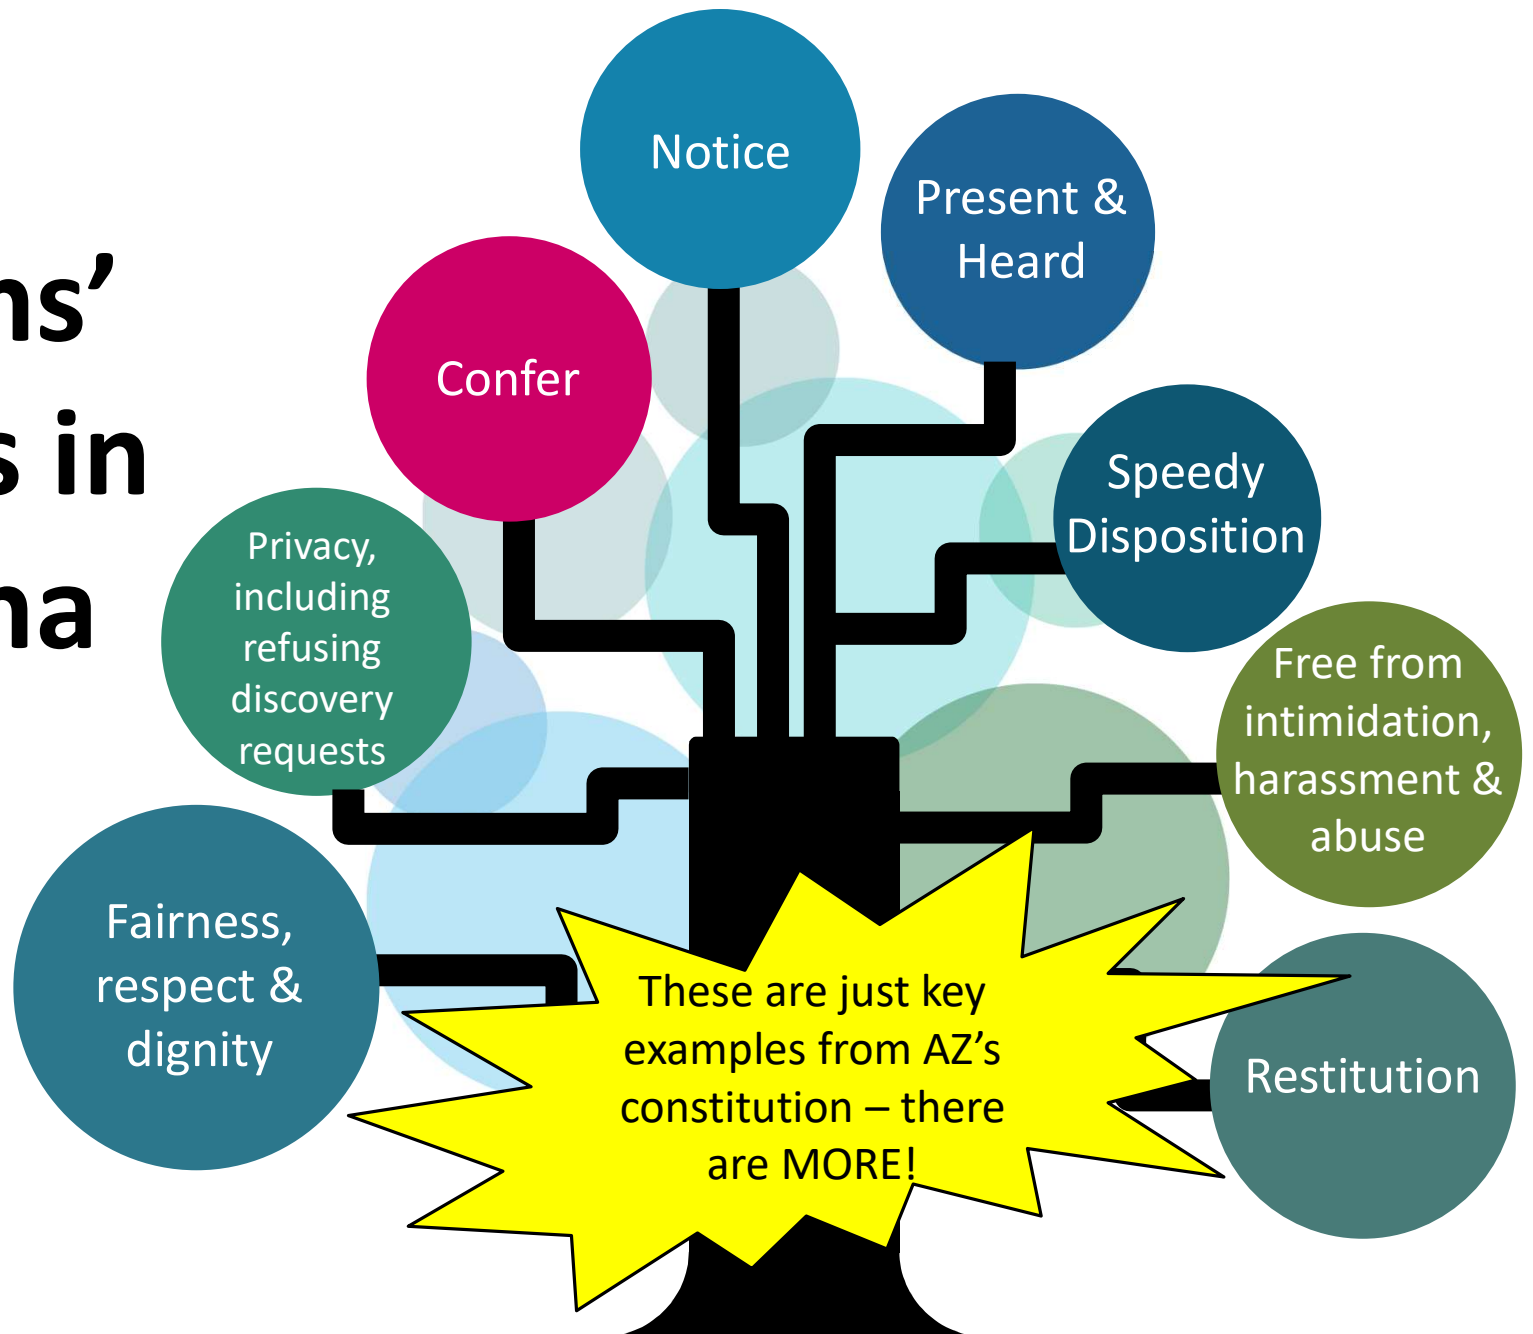 ns’
s in
na
Notice
Present &
Heard
Confer
Speedy
Disposition
Privacy,
including
refusing
discovery
requests
Free from
intimidation,
harassment &
abuse
Fairness,
respect &
dignity
These are just key
examples from AZ’s
constitution – there
are MORE!
Restitution